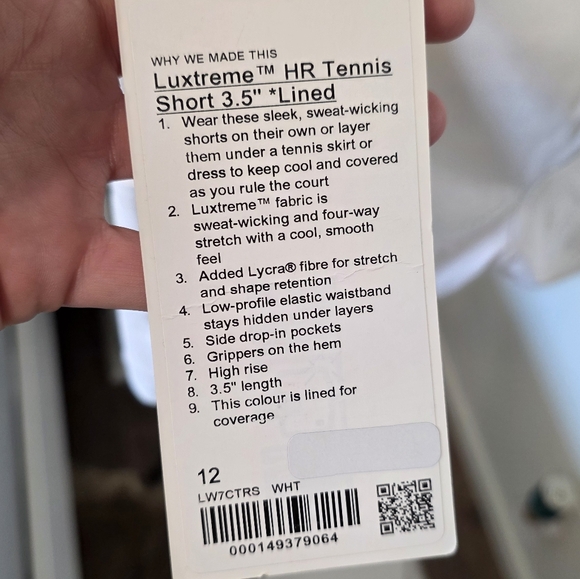 WHY WE MADE THIS
Luxtreme™ HR Tennis
Short 3.5" *Lined
1. Wear these sleek, sweat-wicking
shorts on their own or layer
them under a tennis skirt or
dress to keep cool and covered
as you rule the court
2. Luxtreme™ fabric is
sweat-wicking and four-way
stretch with a cool, smooth
feel
3. Added Lycra® fibre for stretch
and shape retention
4. Low-profile elastic waistband
stays hidden under layers
5. Side drop-in pockets
6. Grippers on the hem
7. High rise
8. 3.5" length
9. This colour is lined for
coverage
12
LW7CTRS WHT
000149379064